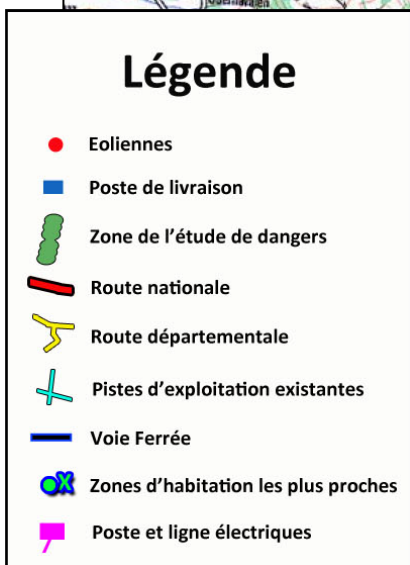 Légende
Eoliennes
Poste de livraison
Zone de l’étude de dangers
Route nationale
Route départementale
Pistes d’exploitation existantes
Voie Ferrée
Zones d’habitation les plus proches
Poste et ligne électriques